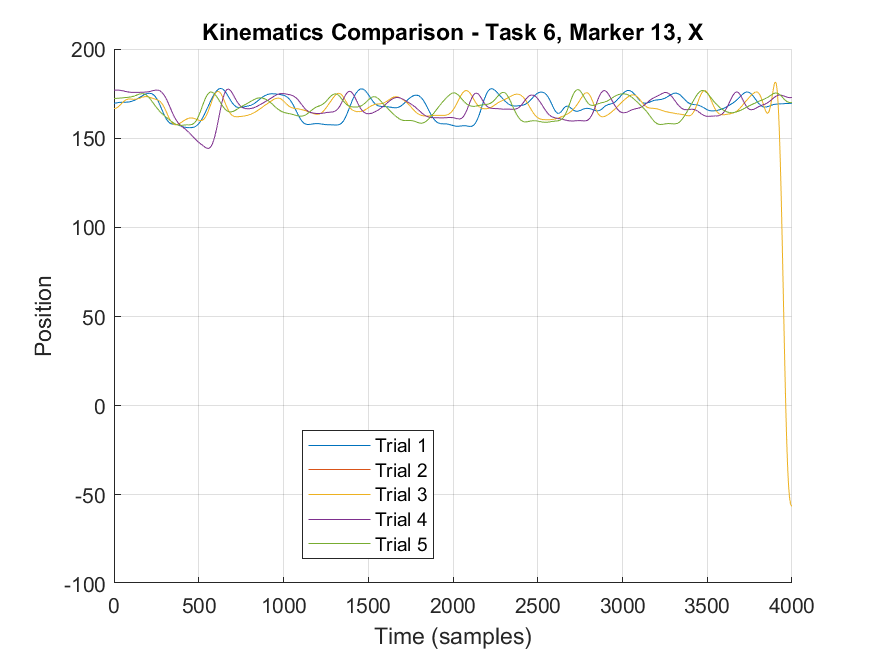 Kinematics Comparison - Task 6, Marker 13, X
200
150
100
50
0
-50
-100
Position
Trial 1
Trial 2
Trial 3
Trial 4
Trial 5
0 500 1000 1500 2000 2500 3000 3500 4000
Time (samples)